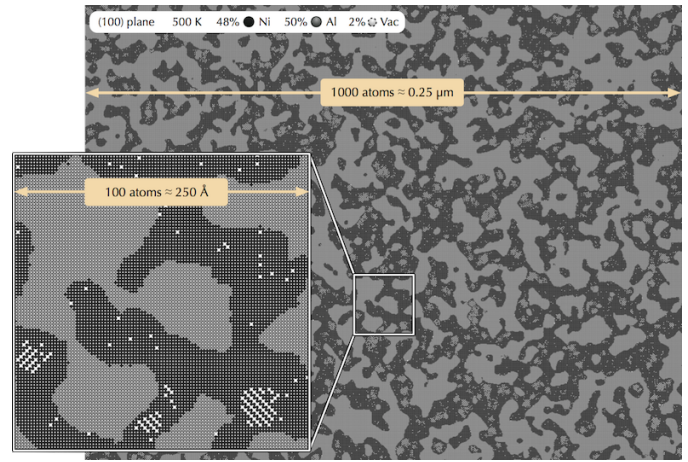 (100) plane 500 K 48% Ni 50% Al 2% Vac
1000 atoms ≈ 0.25 µm
100 atoms ≈ 250 Å